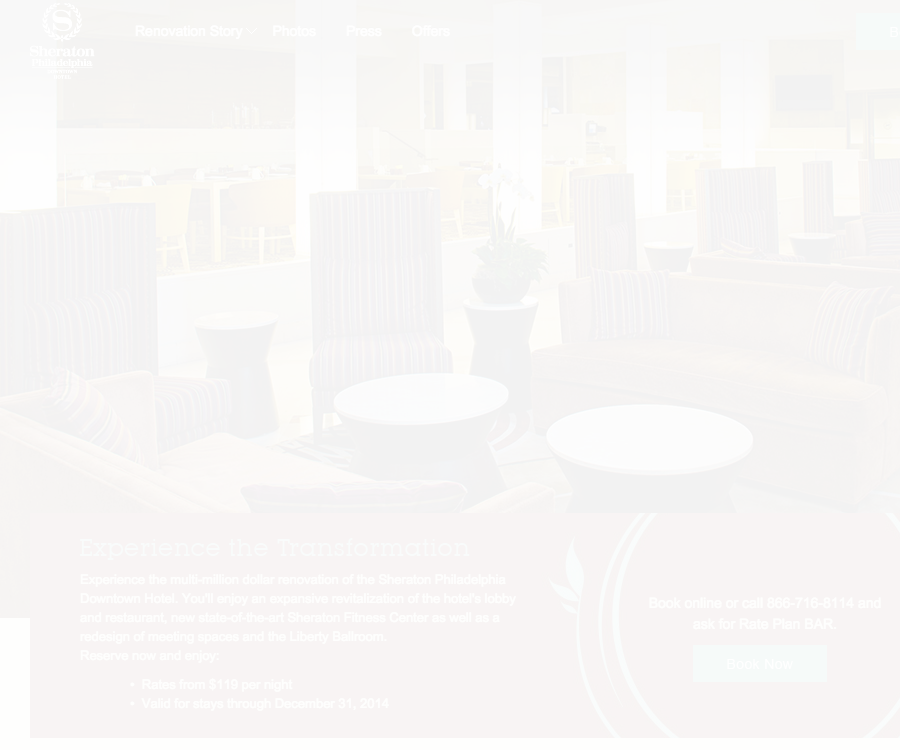 Sheraton
Philadelphia
Renovation Story
Photos
Press
Offers
Experience the Transformation
Experience the multi-million dollar renovation of the Sheraton Philadelphia
Downtown Hotel. You'll enjoy an expansive revitalization of the hotel's lobby
and restaurant, new state-of-the-art Sheraton Fitness Center as well as a
redesign of meeting spaces and the Liberty Ballroom.
Reserve now and enjoy:
• Rates from $119 per night
• Valid for stays through December 31, 2014
Book online or call 866-716-8114 and
ask for Rate Plan BAR.
Book Now